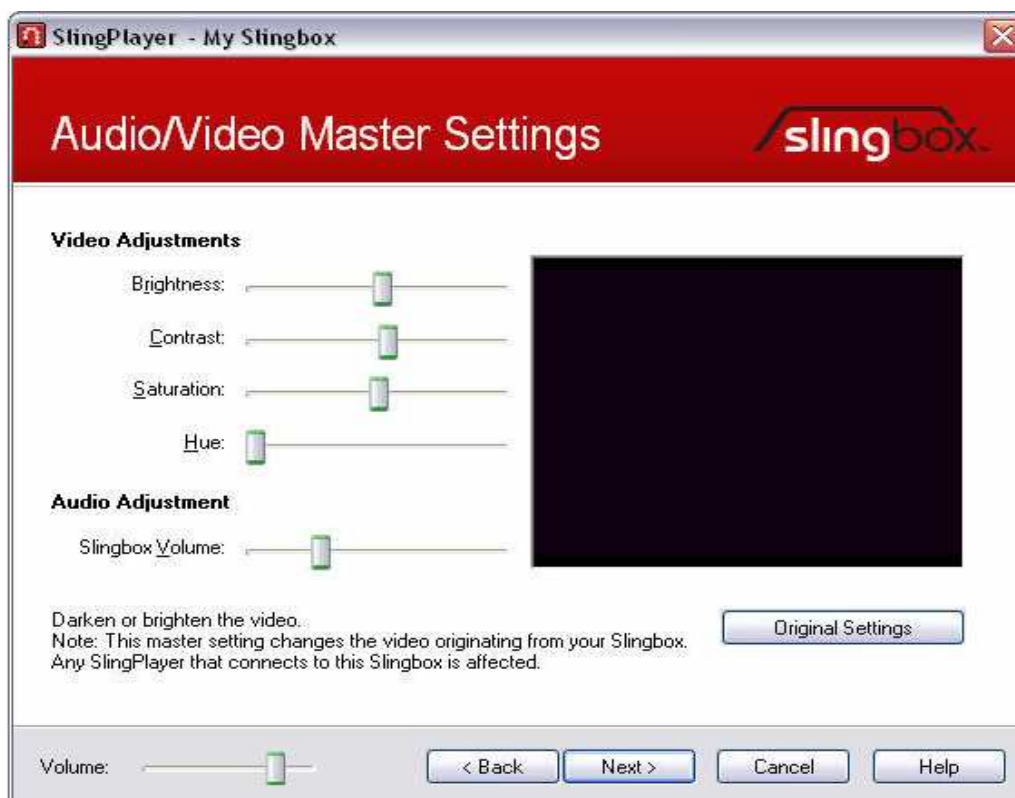 SlingPlayer - My Slingbox
Audio/Video Master Settings
slingbox™
Video Adjustments
Brightness:
Contrast:
Saturation:
Hue:
Audio Adjustment
Slingbox Volume:
Darken or brighten the video.
Note: This master setting changes the video originating from your Slingbox.
Any SlingPlayer that connects to this Slingbox is affected.
Original Settings
Volume:
< Back
Next >
Cancel
Help